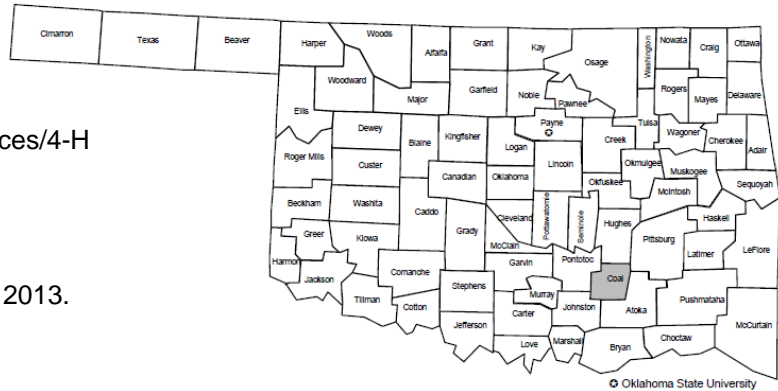 Cimarron Texas Beaver Harper Woods Alfalfa Grant Kay Osage Washington Nowata Craig Ottawa
Woodward Major Garfield Noble Pawnee Rogers Mayes Delaware
Ellis Dewey Blaine Kingfisher Logan Payne Creek Tulsa Wagoner Cherokee Adair
ces/4-H
Roger Mills Custer Canadian Oklahoma Lincoln Okfuskee Okmulgee Muskogee McIntosh Sequoyah
Beckham Washita Caddo Grady Cleveland Pottawatomie Seminole Hughes Pittsburg Haskell
Greer Kiowa McClain Garvin Pontotoc Latimer LeFlore
Harmon Jackson Comanche Stephens Murray Coal
2013.
Tillman Cotton Carter Johnston Atoka Pushmataha McCurtain
Jefferson Love Marshall Bryan Choctaw
Oklahoma State University